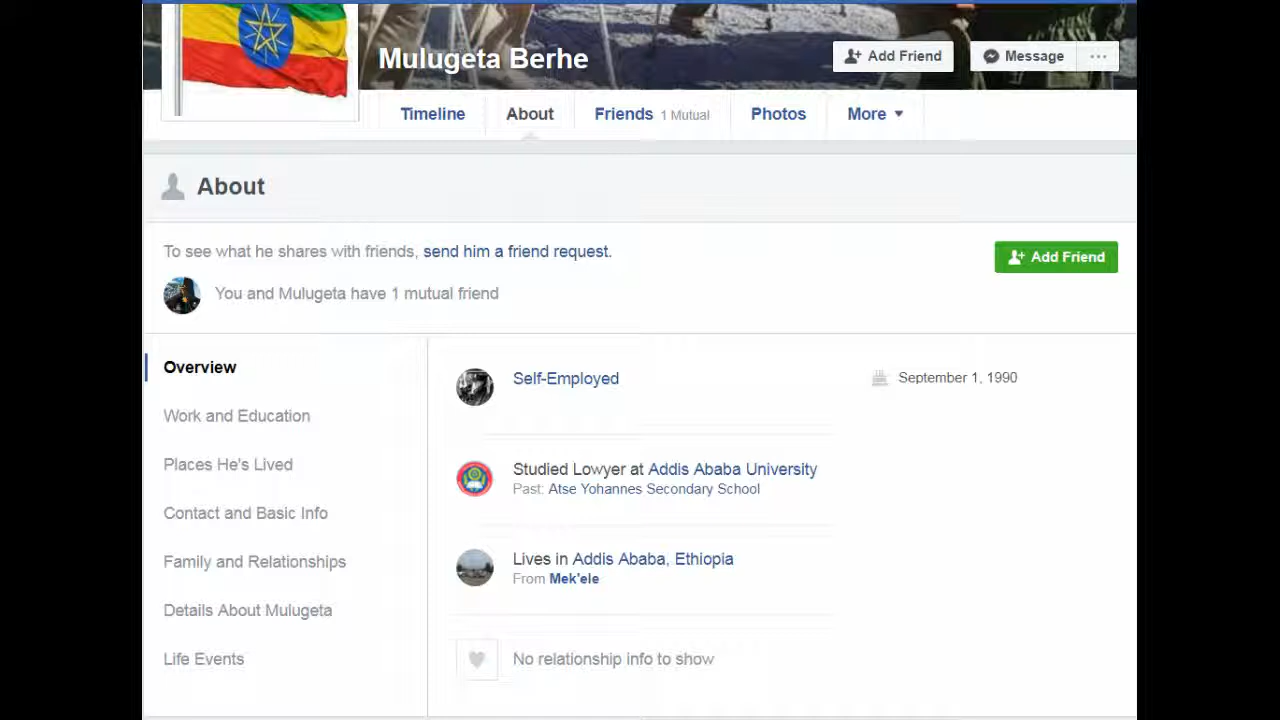 Mulugeta Berhe
Add Friend
Message
Timeline
About
Friends 1 Mutual
Photos
More
About
To see what he shares with friends, send him a friend request.
Add Friend
You and Mulugeta have 1 mutual friend
Overview
Work and Education
Places He's Lived
Contact and Basic Info
Family and Relationships
Details About Mulugeta
Life Events
Self-Employed
September 1, 1990
Studied Lowyer at Addis Ababa University
Past: Atse Yohannes Secondary School
Lives in Addis Ababa, Ethiopia
From Mek'ele
No relationship info to show